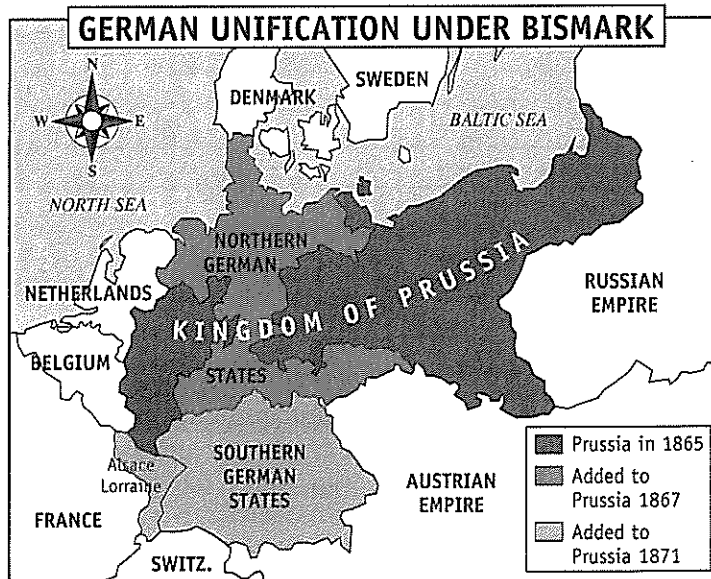 GERMAN UNIFICATION UNDER BISMARK
N
W
E
S
DENMARK
SWEDEN
BALTIC SEA
NORTH SEA
NORTHERN
GERMAN
STATES
KINGDOM OF PRUSSIA
NETHERLANDS
RUSSIAN
EMPIRE
BELGIUM
Alsace
Lorraine
SOUTHERN
GERMAN
STATES
AUSTRIAN
EMPIRE
FRANCE
SWITZ.
Prussia in 1865
Added to
Prussia 1867
Added to
Prussia 1871